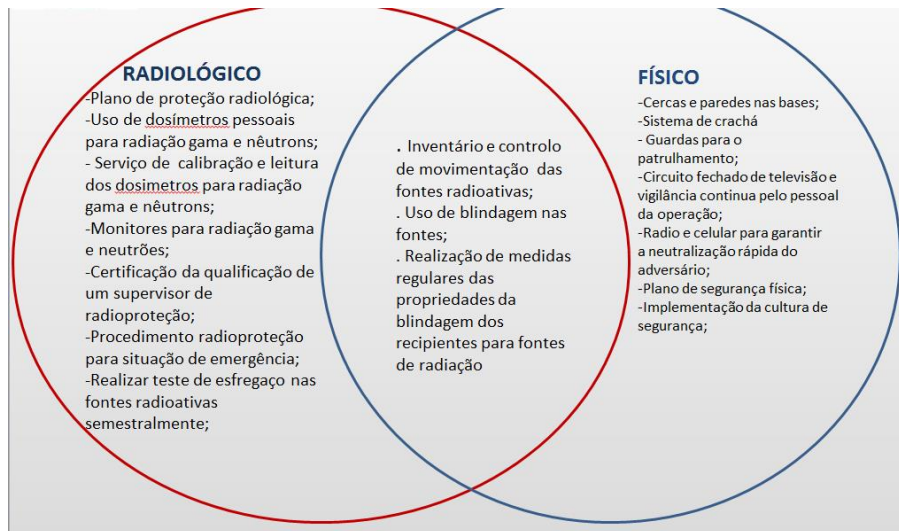 RADIOLÓGICO
-Plano de proteção radiológica;
-Uso de dosímetros pessoais
para radiação gama e nêutrons;
- Serviço de calibração e leitura
dos dosimetros para radiação
gama e nêutrons;
-Monitores para radiação gama
e neutrões;
-Certificação da qualificação de
um supervisor de
radioproteção;
-Procedimento radioproteção
para situação de emergência;
-Realizar teste de esfregaço nas
fontes radioativas
semestralmente;
. Inventário e controlo
de movimentação das
fontes radioativas;
. Uso de blindagem nas
fontes;
. Realização de medidas
regulares das
propriedades da
blindagem dos
recipientes para fontes
de radiação
FÍSICO
-Cercas e paredes nas bases;
-Sistema de crachá
- Guardas para o
patrulhamento;
-Circuito fechado de televisão e
vigilância continua pelo pessoal
da operação;
-Radio e celular para garantir
a neutralização rápida do
adversário;
-Plano de segurança física;
-Implementação da cultura de
segurança;